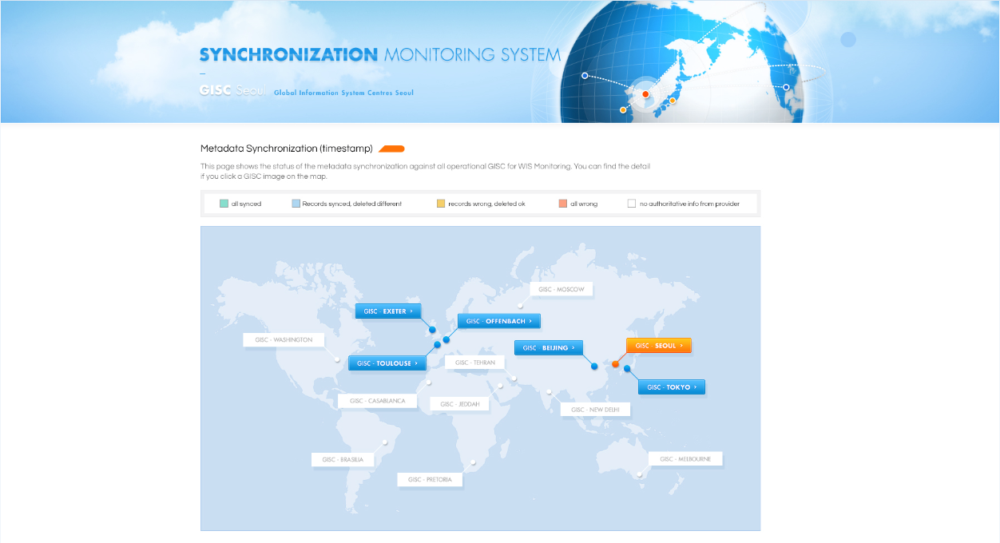 SYNCHRONIZATION MONITORING SYSTEM
GISC Seoul Global Information System Centres Seoul
Metadata Synchronization (timestamp)
This page shows the status of the metadata synchronization against all operational GISC for WIS Monitoring. You can find the detail
if you click a GISC image on the map.
all synced Records synced, deleted different records wrong, deleted ok all wrong no authoritative info from provider
GISC - MOSCOW
GISC - EXETER >
GISC - OFFENBACH >
GISC - WASHINGTON
GISC - BEIJING >
GISC - SEOUL >
GISC - TOULOUSE >
GISC - TEHRAN
GISC - TOKYO >
GISC - CASABLANCA
GISC - JEDDAH
GISC - NEW DELHI
GISC - BRASILIA
GISC - MELBOURNE
GISC - PRETORIA